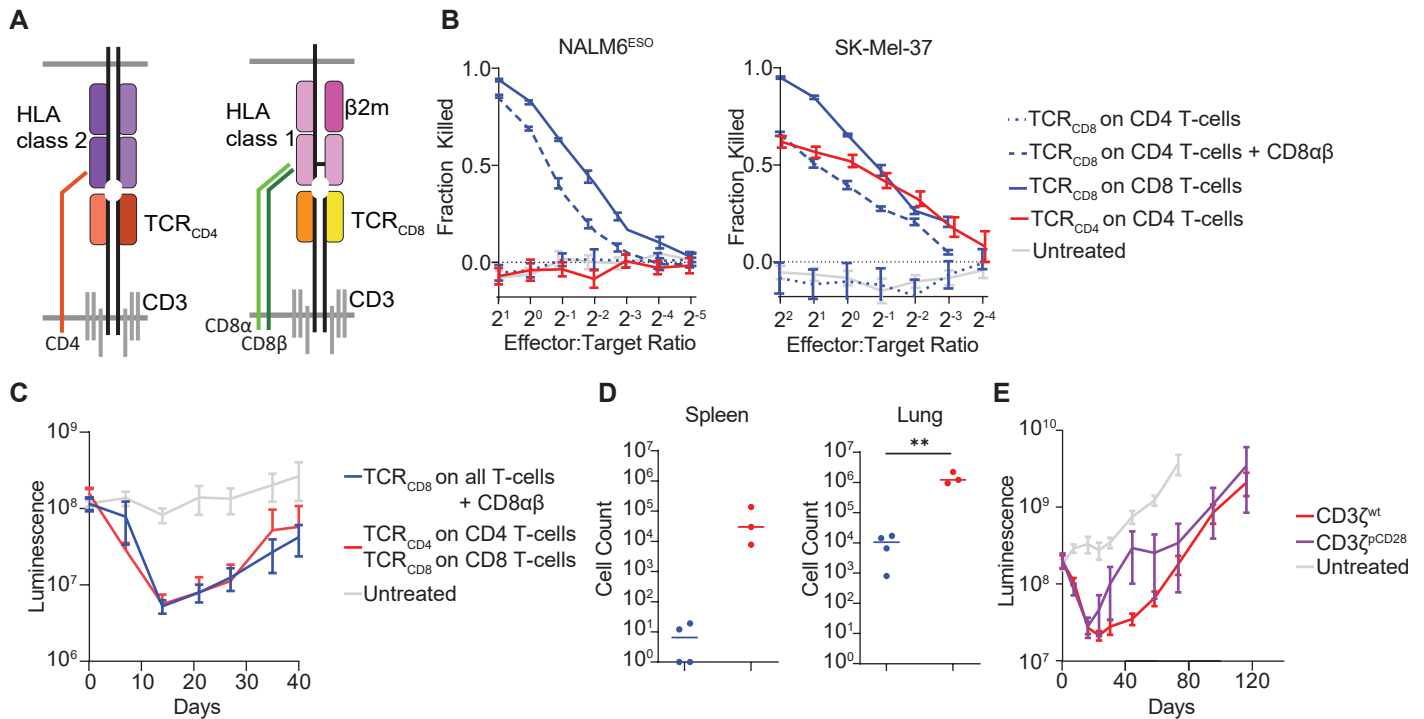 A
HLA
class 2
TCRCD4
CD3
CD4
HLA
class 1
β2m
TCRCD8
CD3
CD8α
CD8β
B
NALM6ESO
Fraction Killed
1.0
0.5
0.0
2¹ 2⁰ 2-1 2-2 2-3 2-4 2-5
Effector:Target Ratio
SK-Mel-37
Fraction Killed
1.0
0.5
0.0
2² 2¹ 2⁰ 2-1 2-2 2-3 2-4
Effector:Target Ratio
TCRCD8 on CD4 T-cells
TCRCD8 on CD4 T-cells + CD8αβ
TCRCD8 on CD8 T-cells
TCRCD4 on CD4 T-cells
Untreated
C
Luminescence
10⁹
10⁸
10⁷
10⁶
0 10 20 30 40
Days
TCRCD8 on all T-cells
+ CD8αβ
TCRCD4 on CD4 T-cells
TCRCD8 on CD8 T-cells
Untreated
D
Spleen
Cell Count
10⁷
10⁶
10⁵
10⁴
10³
10²
10¹
10⁰
Lung
**
Cell Count
10⁷
10⁶
10⁵
10⁴
10³
10²
10¹
10⁰
E
Luminescence
10¹⁰
10⁹
10⁸
10⁷
0 40 80 120
Days
CD3ζwt
CD3ζpCD28
Untreated